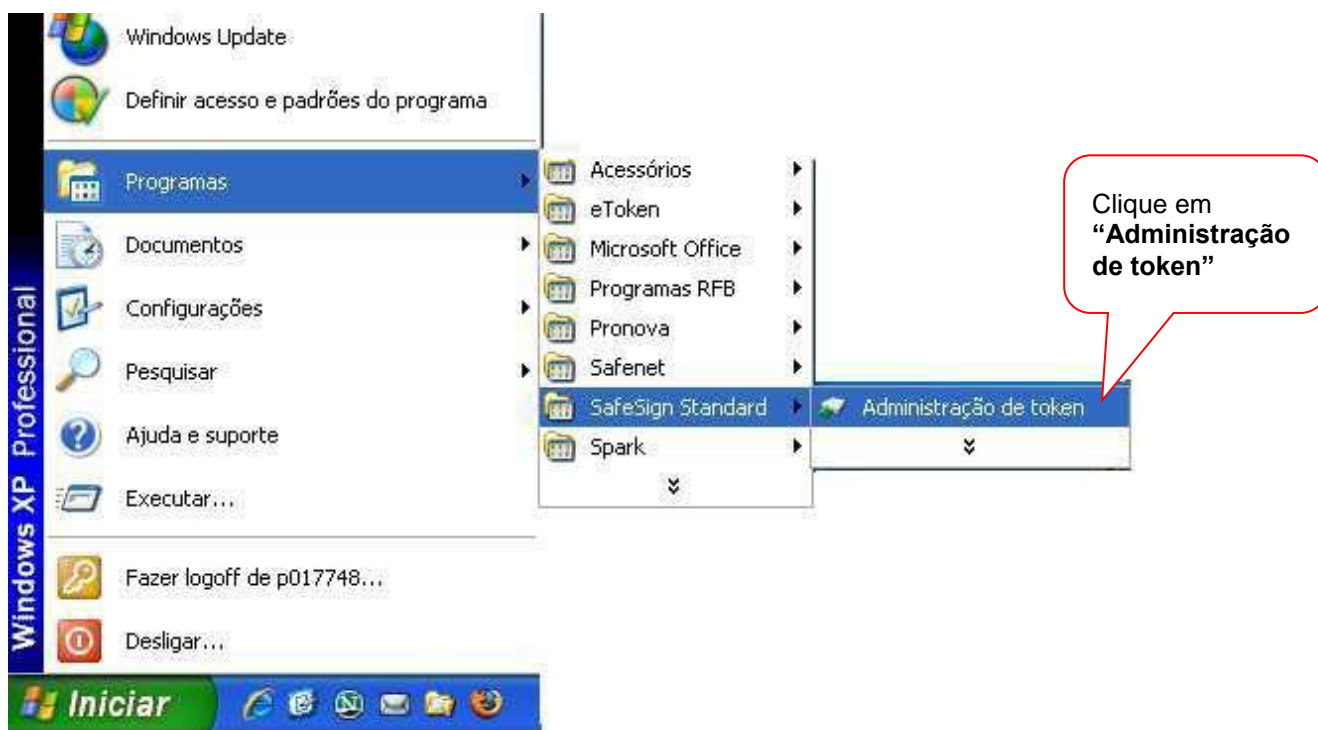 Windows Update
Definir acesso e padrões do programa
Programas
Documentos
Configurações
Pesquisar
Ajuda e suporte
Executar...
Fazer logoff de p017748...
Desligar...
Windows XP Professional
Iniciar
Acessórios
eToken
Microsoft Office
Programas RFB
Pronova
Safenet
SafeSign Standard
Spark
Administração de token
Clique em
“Administração
de token”